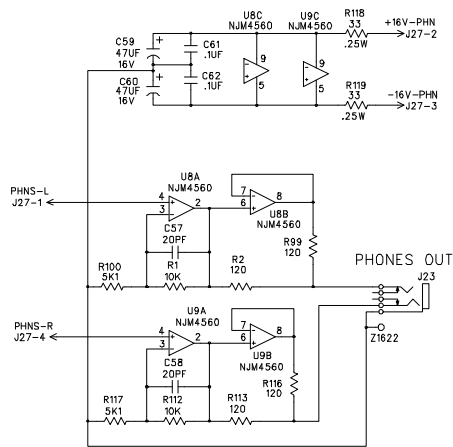 U8C
NJM4560
U9C
NJM4560
R118
33
.25W
+16V-PHN
J27-2
C59
47UF
16V
+
C61
.1UF
C60
47UF
16V
+
C62
.1UF
9
5
9
5
R119
33
.25W
-16V-PHN
J27-3
PHNS-L
J27-1
U8A
NJM4560
4
3
2
+
-
7
6
8
-
+
U8B
NJM4560
C57
20PF
R100
5K1
R1
10K
R2
120
R99
120
PHONES OUT
J23
Z1622
PHNS-R
J27-4
U9A
NJM4560
4
3
2
+
-
7
6
8
-
+
U9B
NJM4560
C58
20PF
R117
5K1
R112
10K
R113
120
R116
120